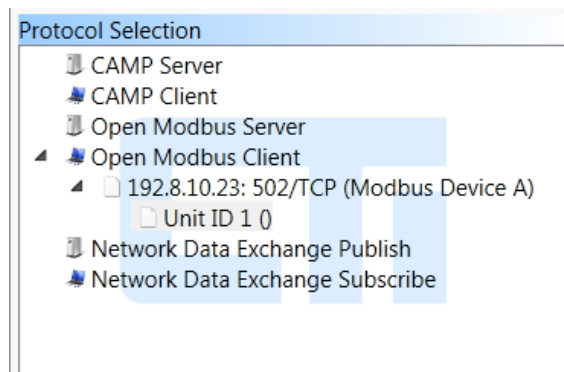 Protocol Selection
CAMP Server
CAMP Client
Open Modbus Server
Open Modbus Client
192.8.10.23: 502/TCP (Modbus Device A)
Unit ID 1 ()
Network Data Exchange Publish
Network Data Exchange Subscribe